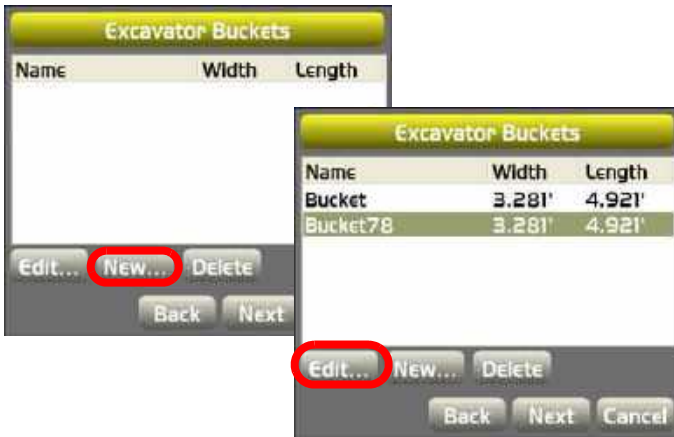 Excavator Buckets
Name Width Length
Edit... New... Delete
Back Next
Excavator Buckets
Name Width Length
Bucket 3.281' 4.921'
Bucket78 3.281' 4.921'
Edit... New... Delete
Back Next Cancel